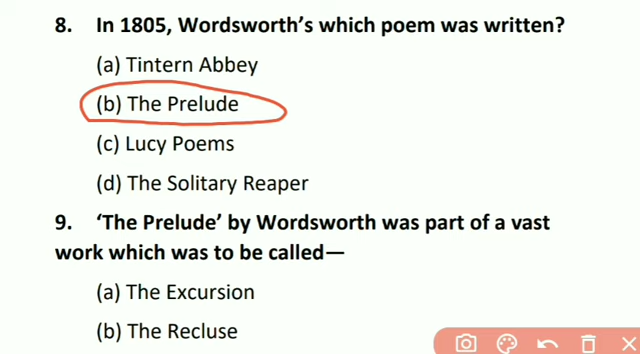 8. In 1805, Wordsworth’s which poem was written?
(a) Tintern Abbey
(b) The Prelude
(c) Lucy Poems
(d) The Solitary Reaper
9. ‘The Prelude’ by Wordsworth was part of a vast
work which was to be called—
(a) The Excursion
(b) The Recluse